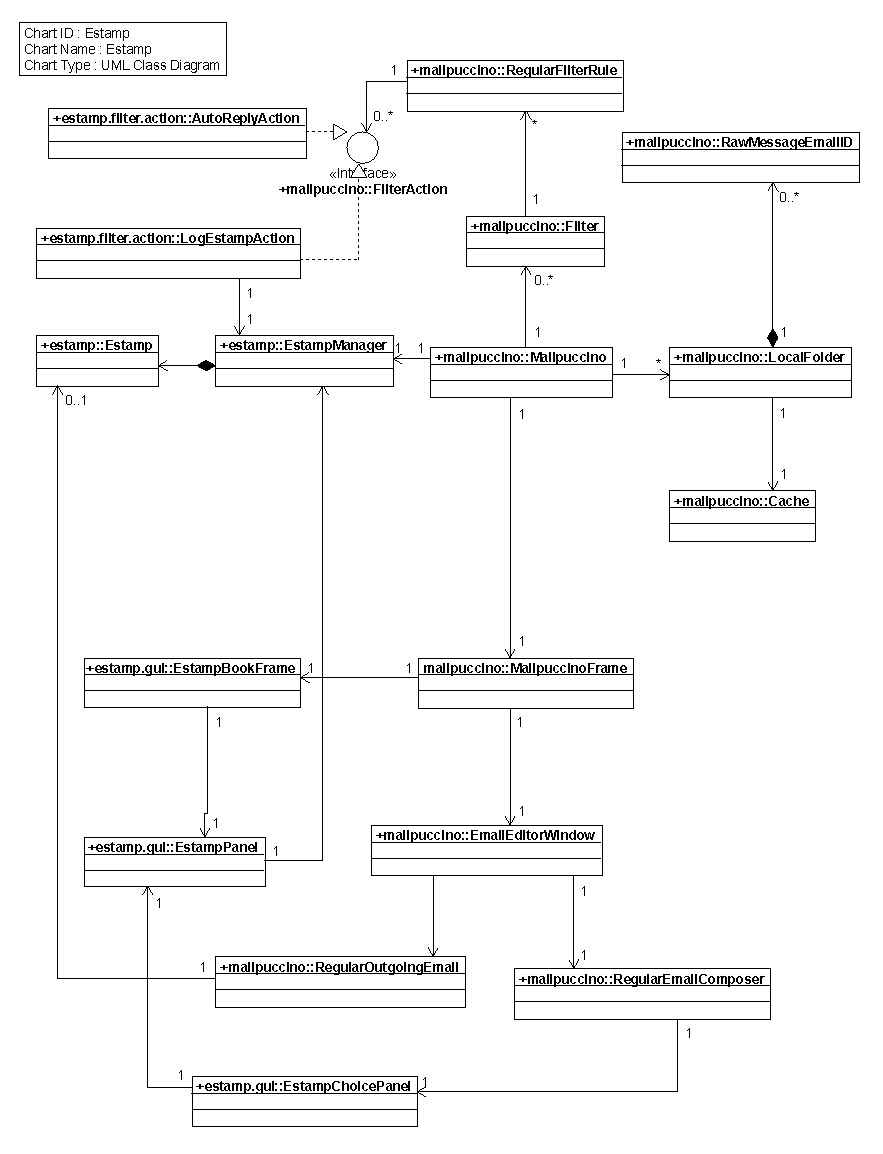 Chart ID : Estamp
Chart Name : Estamp
Chart Type : UML Class Diagram
1
+mailpuccino::RegularFilterRule
0..*
+estamp.filter.action::AutoReplyAction
*
+mailpuccino::RawMessageEmailID
«Interface»
+mailpuccino::FilterAction
1
0..*
+mailpuccino::Filter
+estamp.filter.action::LogEstampAction
0..*
1
1
1
1
+estamp::Estamp
+estamp::EstampManager
1
1
+mailpuccino::Mailpuccino
1
*
+mailpuccino::LocalFolder
0..1
1
1
1
+mailpuccino::Cache
1
+estamp.gui::EstampBookFrame
1
1
mailpuccino::MailpuccinoFrame
1
1
1
1
+estamp.gui::EstampPanel
1
+mailpuccino::EmailEditorWindow
1
1
1
1
+mailpuccino::RegularOutgoingEmail
+mailpuccino::RegularEmailComposer
1
1
+estamp.gui::EstampChoicePanel
1